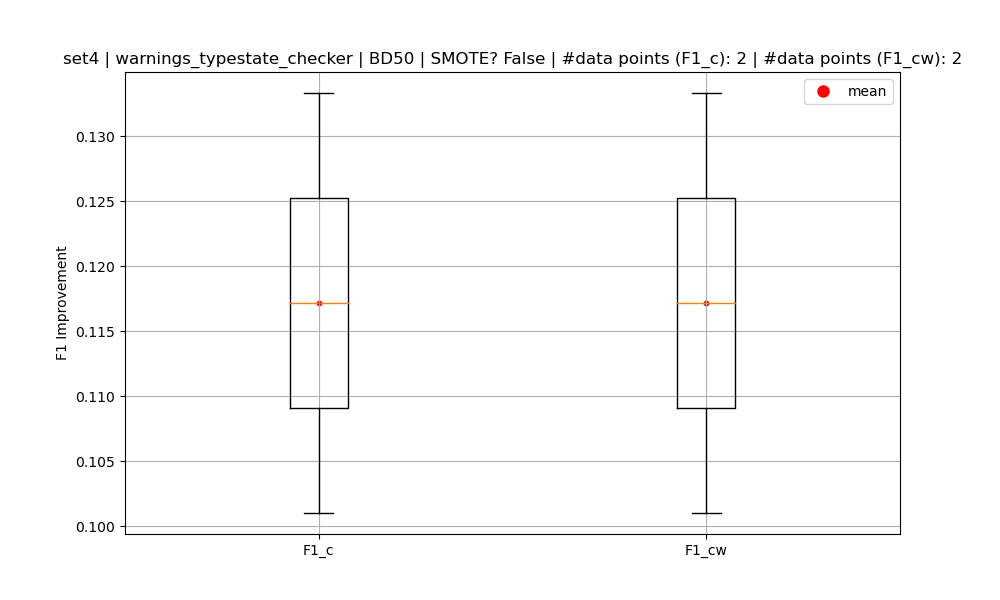 set4 | warnings_typestate_checker | BD50 | SMOTE? False | #data points (F1_c): 2 | #data points (F1_cw): 2
mean
F1 Improvement
0.130
0.125
0.120
0.115
0.110
0.105
0.100
F1_c
F1_cw